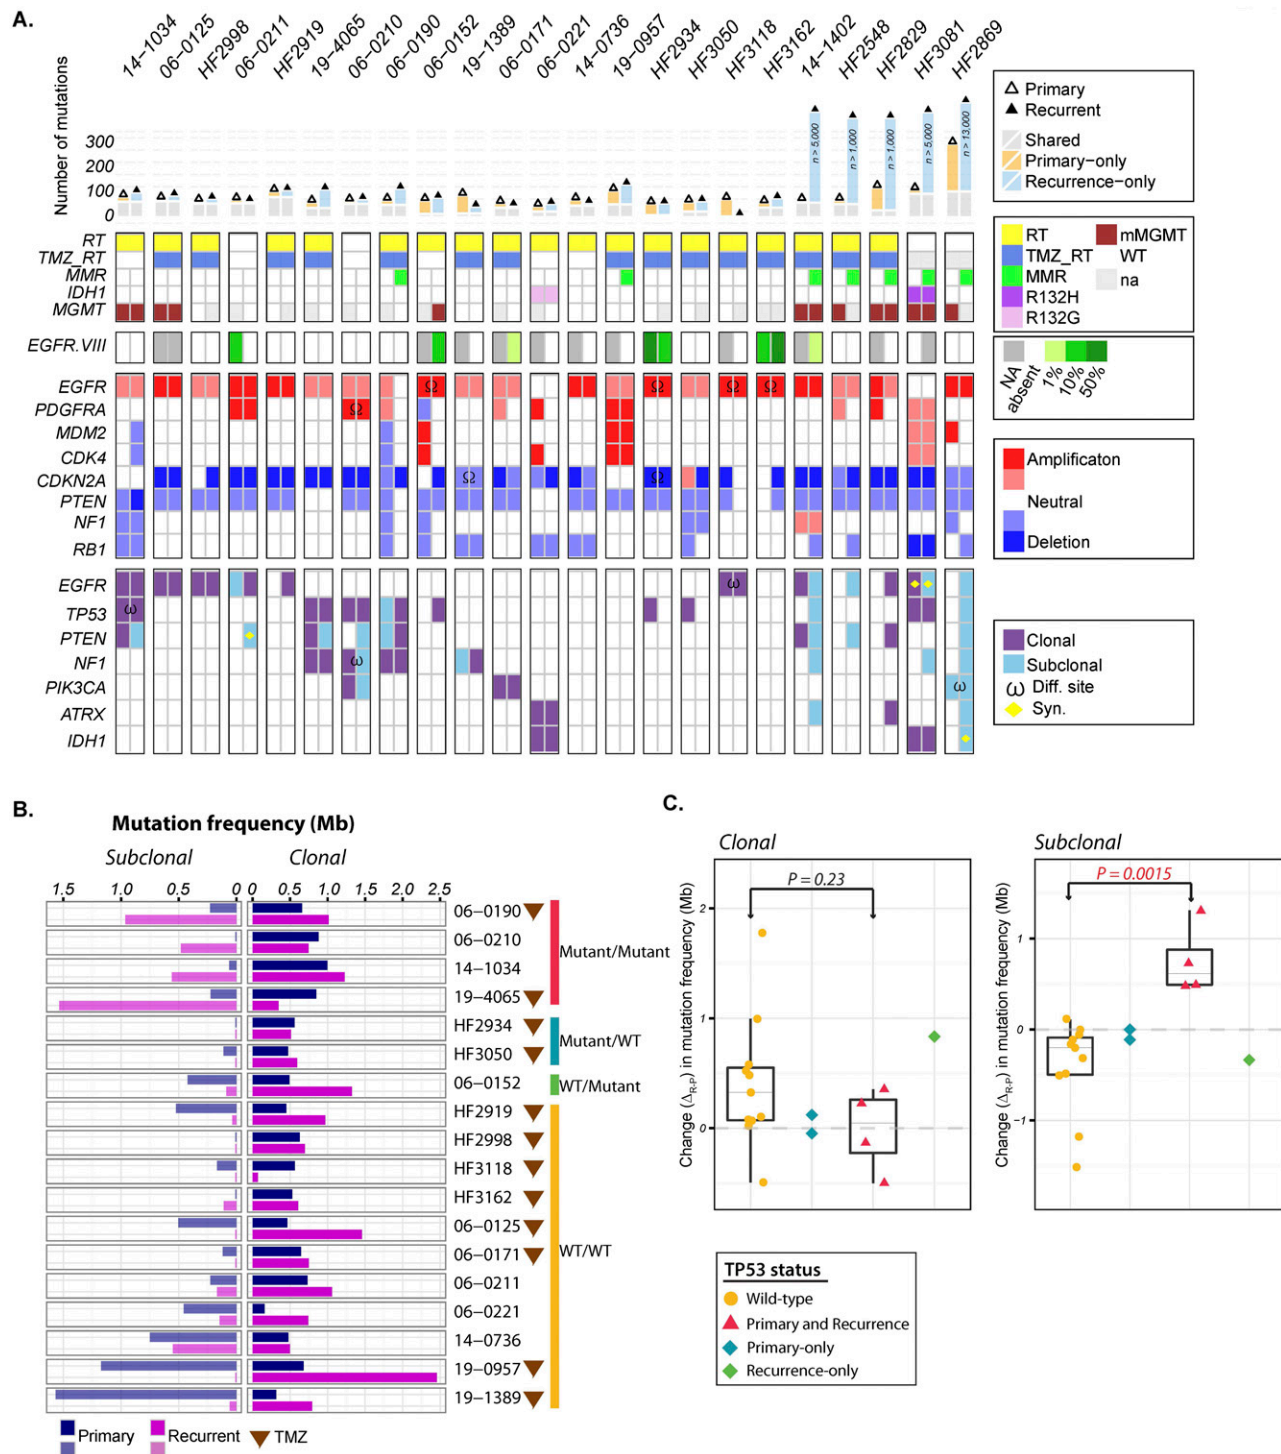 A.
14-1034
06-0125
HF2998
06-0211
HF2919
19-4065
06-0210
06-0190
06-0152
19-1389
06-0171
06-0221
14-0736
19-0957
HF2934
HF3050
HF3118
HF3162
14-1402
HF2548
HF2829
HF3081
HF2869
Number of mutations
300
200
100
0
n > 5,000
n > 1,000
n > 1,000
n > 5,000
n > 13,000
Primary
Recurrent
Shared
Primary-only
Recurrence-only
RT
TMZ_RT
MMR
IDH1
MGMT
RT
TMZ_RT
MMR
R132H
R132G
mMGMT
WT
na
EGFR.VIII
NA
absent
1%
10%
50%
EGFR
PDGFRA
MDM2
CDK4
CDKN2A
PTEN
NF1
RB1
Ω
Ω
Ω
Ω
Ω
Ω
Ω
Amplificaton
Neutral
Deletion
EGFR
TP53
PTEN
NF1
PIK3CA
ATRX
IDH1
ω
ω
ω
ω
Clonal
Subclonal
ω Diff. site
Syn.
B.
Mutation frequency (Mb)
Subclonal Clonal
1.5 1.0 0.5 0 0 0.5 1.0 1.5 2.0 2.5
06-0190
06-0210
14-1034
19-4065
HF2934
HF3050
06-0152
HF2919
HF2998
HF3118
HF3162
06-0125
06-0171
06-0211
06-0221
14-0736
19-0957
19-1389
Mutant/Mutant
Mutant/WT
WT/Mutant
WT/WT
Primary Recurrent TMZ
C.
Clonal
P = 0.23
Change (ΔR-P) in mutation frequency (Mb)
2
1
0
Subclonal
P = 0.0015
Change (ΔR-P) in mutation frequency (Mb)
1
0
−1
TP53 status
Wild-type
Primary and Recurrence
Primary-only
Recurrence-only